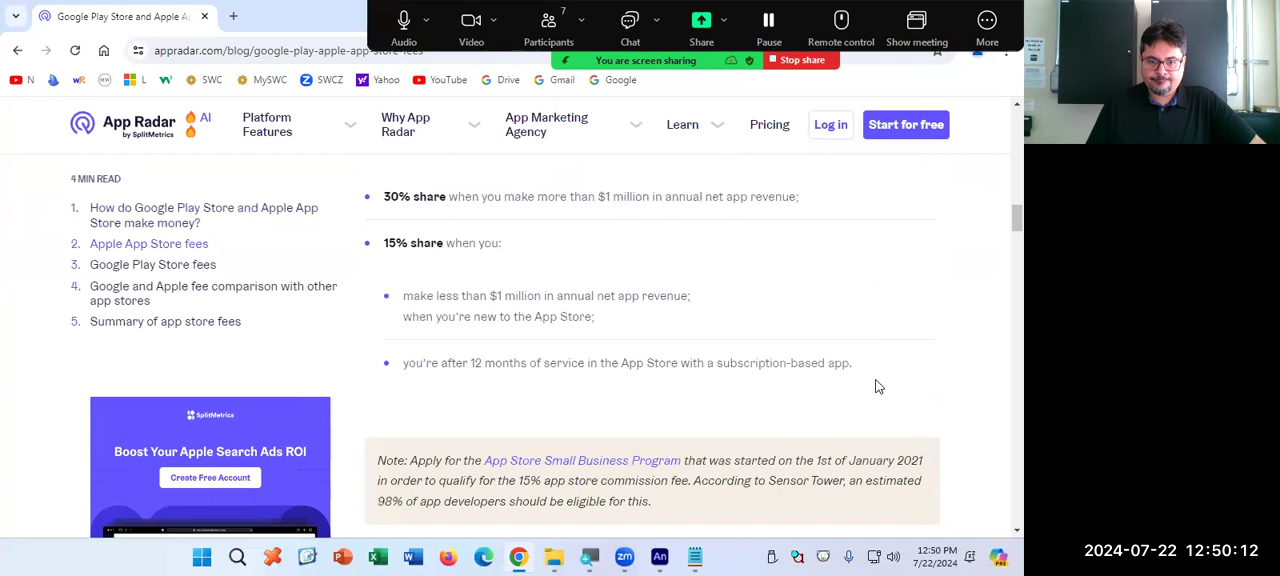 Google Play Store and Apple A
7
Audio
Video
Participants
Chat
Share
Pause
Remote control
Show meeting
More
appradar.com/blog/google-play-apple-app-store-fees
You are screen sharing
Stop share
N
wR
L
SWC
MySWC
SWCZ
Yahoo
YouTube
Drive
Gmail
Google
App Radar
by SplitMetrics
AI
Platform
Features
Why App
Radar
App Marketing
Agency
Learn
Pricing
Log in
Start for free
4 MIN READ
1. How do Google Play Store and Apple App
Store make money?
2. Apple App Store fees
3. Google Play Store fees
4. Google and Apple fee comparison with other
app stores
5. Summary of app store fees
SplitMetrics
Boost Your Apple Search Ads ROI
Create Free Account
30% share when you make more than $1 million in annual net app revenue;
15% share when you:
make less than $1 million in annual net app revenue;
when you're new to the App Store;
you're after 12 months of service in the App Store with a subscription-based app.
Note: Apply for the App Store Small Business Program that was started on the 1st of January 2021
in order to qualify for the 15% app store commission fee. According to Sensor Tower, an estimated
98% of app developers should be eligible for this.
12:50 PM
7/22/2024
2024-07-22 12:50:12